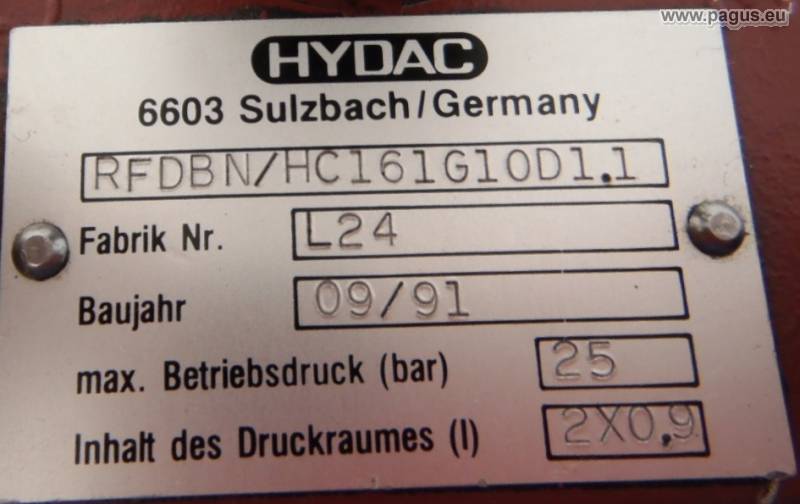 www.pagus.eu
HYDAC
6603 Sulzbach/Germany
RFDBN/HC161G10D1.1
Fabrik Nr. L24
Baujahr 09/91
max. Betriebsdruck (bar) 25
Inhalt des Druckraumes (l) 2X0,9